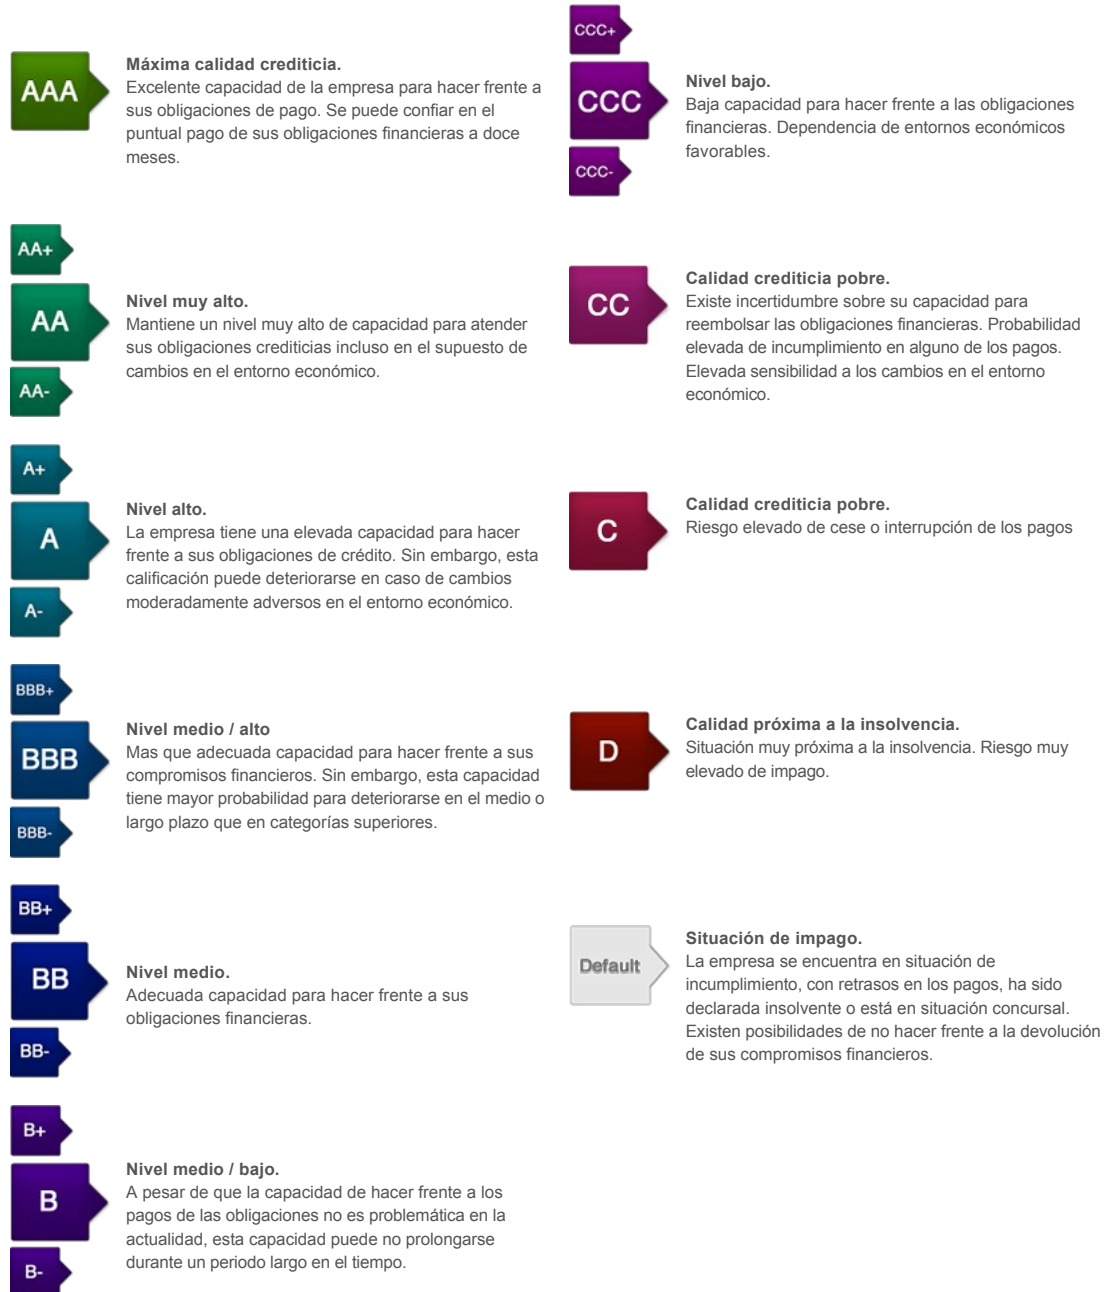 AAA
Máxima calidad crediticia.
Excelente capacidad de la empresa para hacer frente a
sus obligaciones de pago. Se puede confiar en el
puntual pago de sus obligaciones financieras a doce
meses.
AA+
AA
AA-
Nivel muy alto.
Mantiene un nivel muy alto de capacidad para atender
sus obligaciones crediticias incluso en el supuesto de
cambios en el entorno económico.
A+
A
A-
Nivel alto.
La empresa tiene una elevada capacidad para hacer
frente a sus obligaciones de crédito. Sin embargo, esta
calificación puede deteriorarse en caso de cambios
moderadamente adversos en el entorno económico.
BBB+
BBB
BBB-
Nivel medio / alto
Mas que adecuada capacidad para hacer frente a sus
compromisos financieros. Sin embargo, esta capacidad
tiene mayor probabilidad para deteriorarse en el medio o
largo plazo que en categorías superiores.
BB+
BB
BB-
Nivel medio.
Adecuada capacidad para hacer frente a sus
obligaciones financieras.
B+
B
B-
Nivel medio / bajo.
A pesar de que la capacidad de hacer frente a los
pagos de las obligaciones no es problemática en la
actualidad, esta capacidad puede no prolongarse
durante un periodo largo en el tiempo.
CCC+
CCC
CCC-
Nivel bajo.
Baja capacidad para hacer frente a las obligaciones
financieras. Dependencia de entornos económicos
favorables.
CC
Calidad crediticia pobre.
Existe incertidumbre sobre su capacidad para
reembolsar las obligaciones financieras. Probabilidad
elevada de incumplimiento en alguno de los pagos.
Elevada sensibilidad a los cambios en el entorno
económico.
C
Calidad crediticia pobre.
Riesgo elevado de cese o interrupción de los pagos
D
Calidad próxima a la insolvencia.
Situación muy próxima a la insolvencia. Riesgo muy
elevado de impago.
Default
Situación de impago.
La empresa se encuentra en situación de
incumplimiento, con retrasos en los pagos, ha sido
declarada insolvente o está en situación concursal.
Existen posibilidades de no hacer frente a la devolución
de sus compromisos financieros.